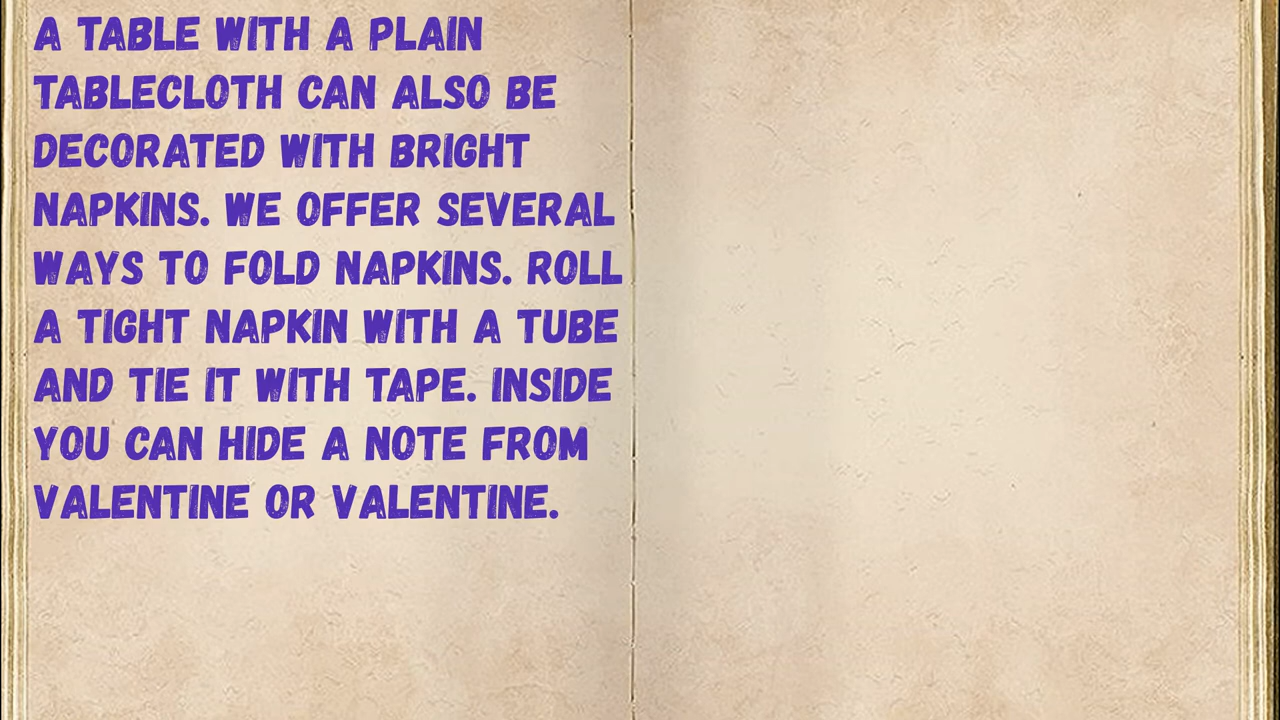 A TABLE WITH A PLAIN
TABLECLOTH CAN ALSO BE
DECORATED WITH BRIGHT
NAPKINS. WE OFFER SEVERAL
WAYS TO FOLD NAPKINS. ROLL
A TIGHT NAPKIN WITH A TUBE
AND TIE IT WITH TAPE. INSIDE
YOU CAN HIDE A NOTE FROM
VALENTINE OR VALENTINE.